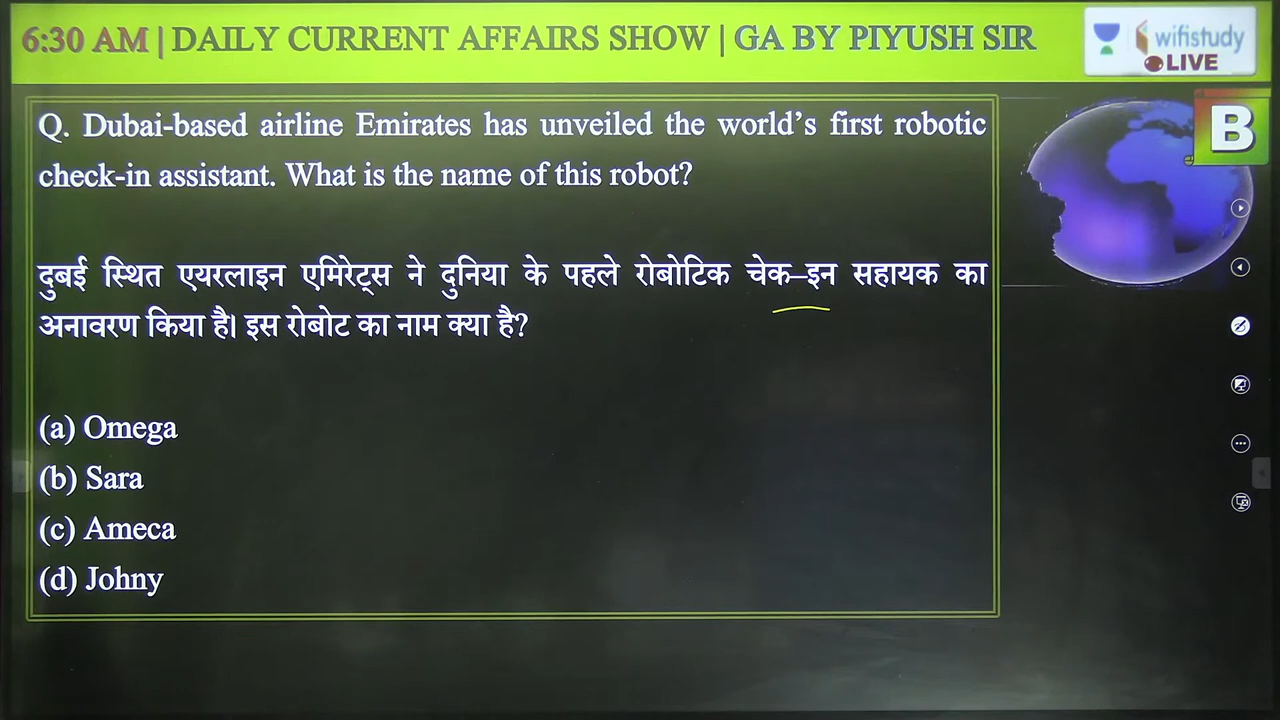 6:30 AM | DAILY CURRENT AFFAIRS SHOW | GA BY PIYUSH SIR
wifistudy
LIVE
B
Q. Dubai-based airline Emirates has unveiled the world’s first robotic
check-in assistant. What is the name of this robot?
दुबई स्थित एयरलाइन एमिरेट्स ने दुनिया के पहले रोबोटिक चेक–इन सहायक का
अनावरण किया है। इस रोबोट का नाम क्या है?
(a) Omega
(b) Sara
(c) Ameca
(d) Johny